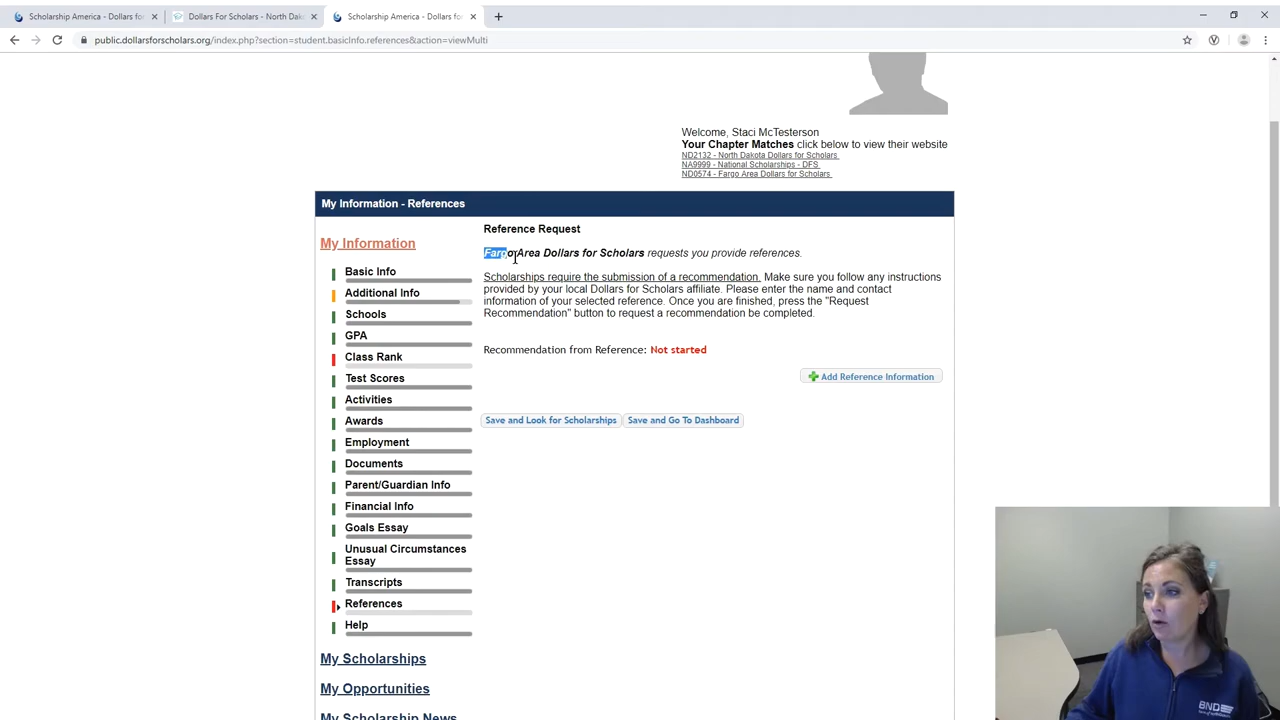 Scholarship America - Dollars for
Dollars For Scholars - North Dak
Scholarship America - Dollars for
public.dollarsforscholars.org/index.php?section=student.basicInfo.references&action=viewMulti
Welcome, Staci McTesterson
Your Chapter Matches click below to view their website
ND2132 - North Dakota Dollars for Scholars
NA9999 - National Scholarships - DFS
ND0574 - Fargo Area Dollars for Scholars
My Information - References
My Information
Basic Info
Additional Info
Schools
GPA
Class Rank
Test Scores
Activities
Awards
Employment
Documents
Parent/Guardian Info
Financial Info
Goals Essay
Unusual Circumstances
Essay
Transcripts
References
Help
My Scholarships
My Opportunities
My Scholarship News
Reference Request
Fargo Area Dollars for Scholars requests you provide references.
Scholarships require the submission of a recommendation. Make sure you follow any instructions
provided by your local Dollars for Scholars affiliate. Please enter the name and contact
information of your selected reference. Once you are finished, press the "Request
Recommendation" button to request a recommendation be completed.
Recommendation from Reference: Not started
Add Reference Information
Save and Look for Scholarships
Save and Go To Dashboard
BND